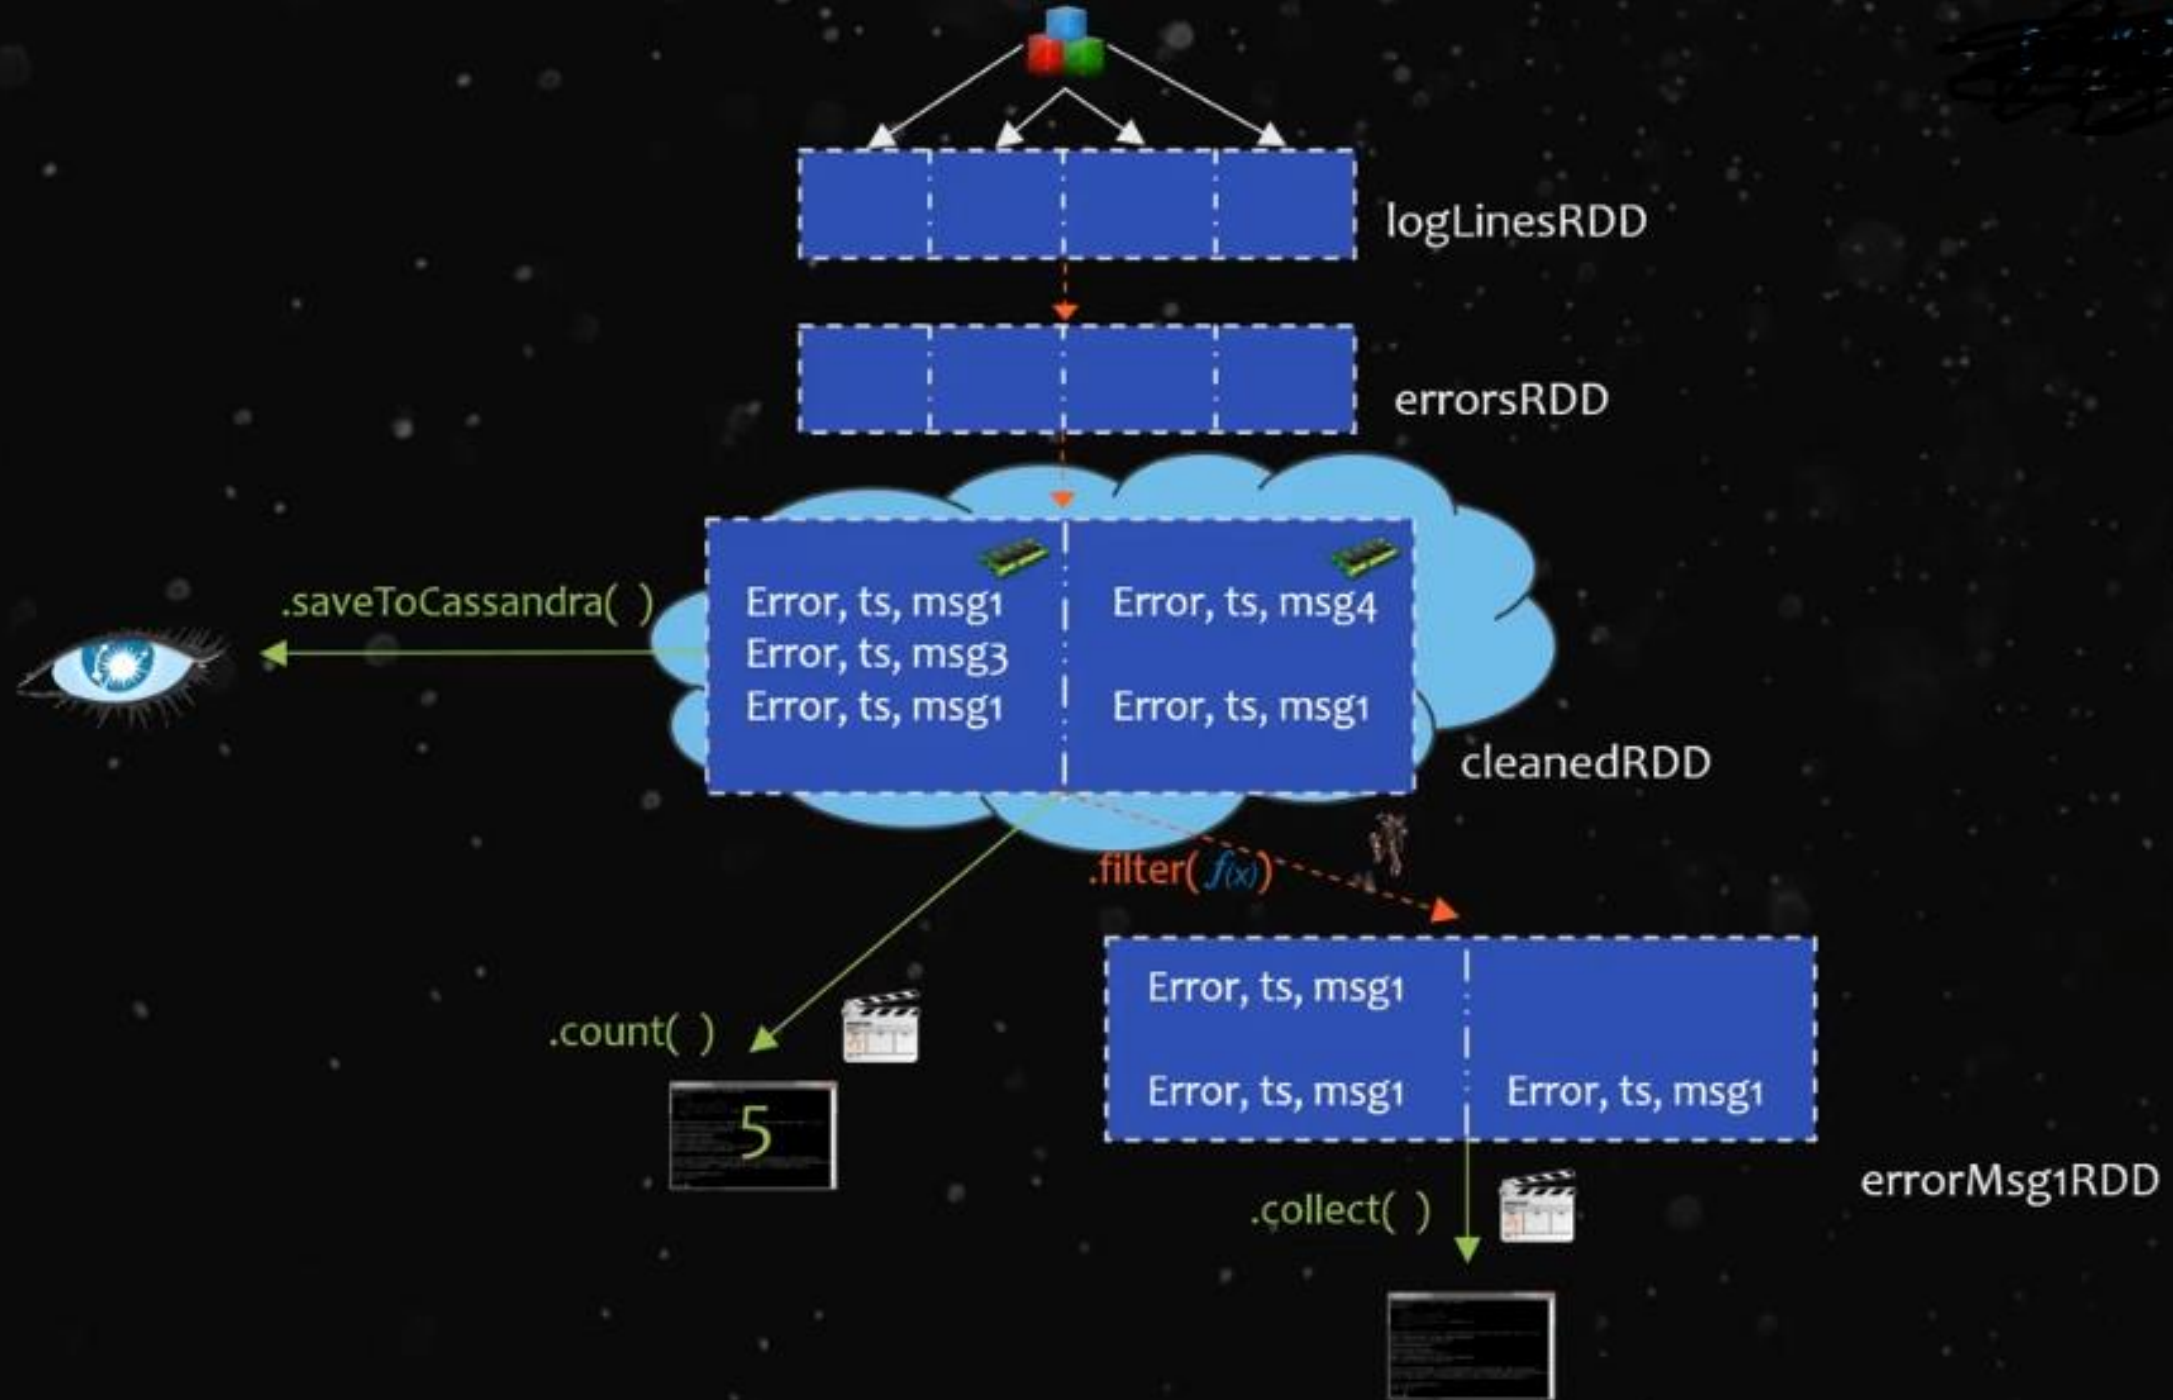 logLinesRDD
errorsRDD
.saveToCassandra( )
Error, ts, msg1
Error, ts, msg3
Error, ts, msg1
Error, ts, msg4
Error, ts, msg1
cleanedRDD
.filter( f(x) )
.count( )
5
Error, ts, msg1
Error, ts, msg1
Error, ts, msg1
errorMsg1RDD
.collect( )